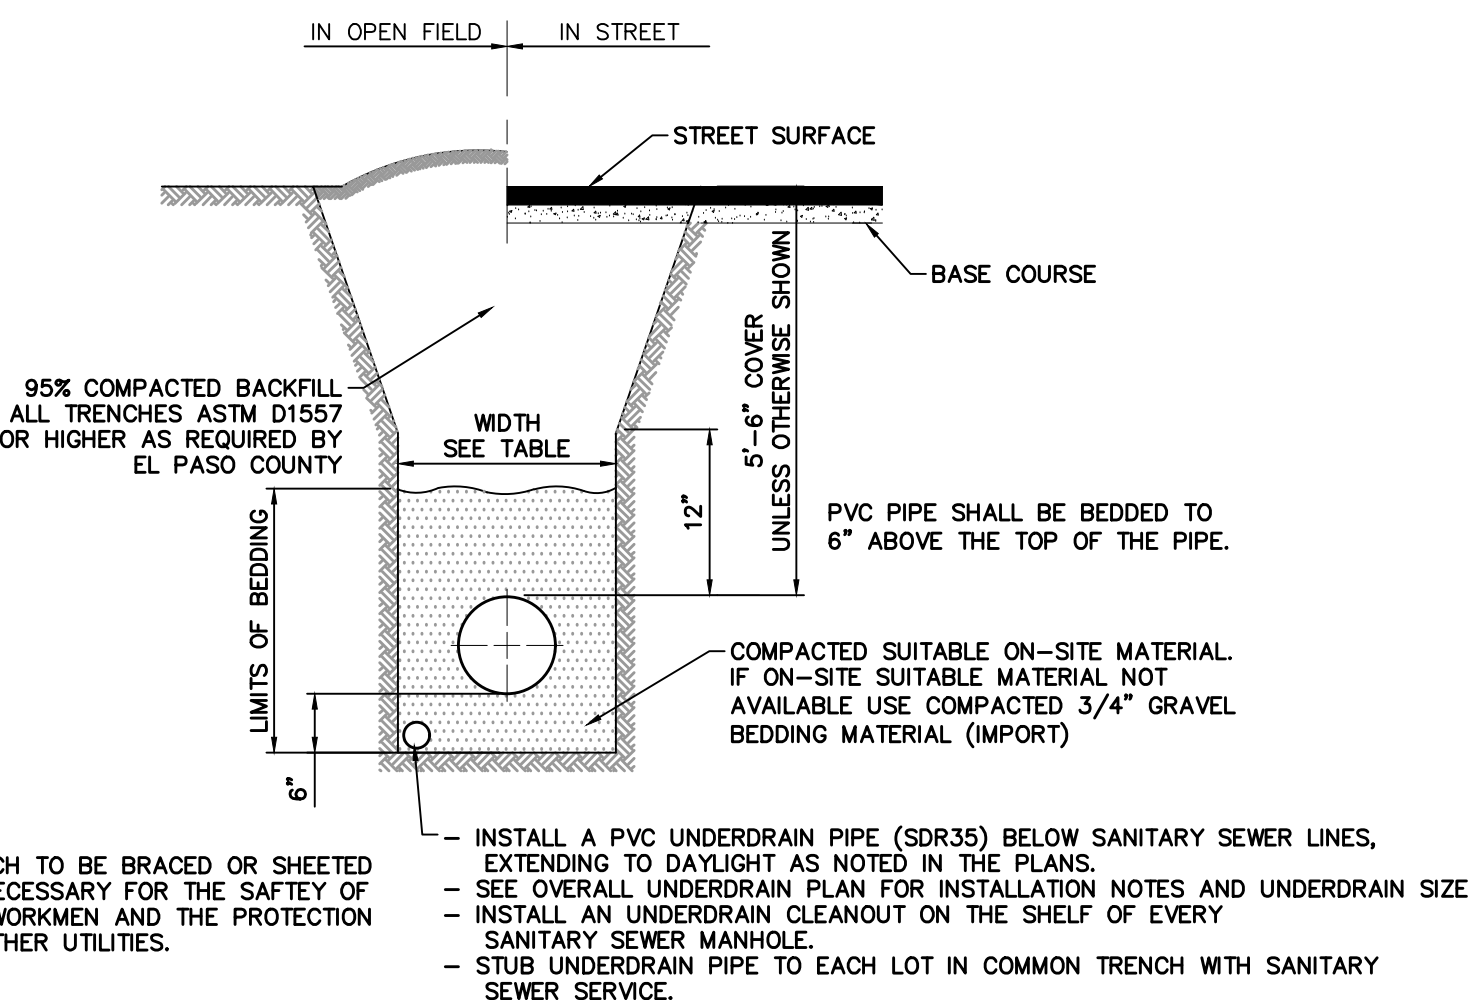 IN OPEN FIELD
IN STREET
STREET SURFACE
BASE COURSE
95% COMPACTED BACKFILL
ALL TRENCHES ASTM D1557
OR HIGHER AS REQUIRED BY
EL PASO COUNTY
WIDTH
SEE TABLE
12"
5'-6" COVER
UNLESS OTHERWISE SHOWN
PVC PIPE SHALL BE BEDDED TO
6" ABOVE THE TOP OF THE PIPE.
LIMITS OF BEDDING
COMPACTED SUITABLE ON-SITE MATERIAL.
IF ON-SITE SUITABLE MATERIAL NOT
AVAILABLE USE COMPACTED 3/4" GRAVEL
BEDDING MATERIAL (IMPORT)
6"
- INSTALL A PVC UNDERDRAIN PIPE (SDR35) BELOW SANITARY SEWER LINES,
EXTENDING TO DAYLIGHT AS NOTED IN THE PLANS.
- SEE OVERALL UNDERDRAIN PLAN FOR INSTALLATION NOTES AND UNDERDRAIN SIZE
- INSTALL AN UNDERDRAIN CLEANOUT ON THE SHELF OF EVERY
SANITARY SEWER MANHOLE.
- STUB UNDERDRAIN PIPE TO EACH LOT IN COMMON TRENCH WITH SANITARY
SEWER SERVICE.
CH TO BE BRACED OR SHEETED
ECESSARY FOR THE SAFTEY OF
WORKMEN AND THE PROTECTION
THER UTILITIES.